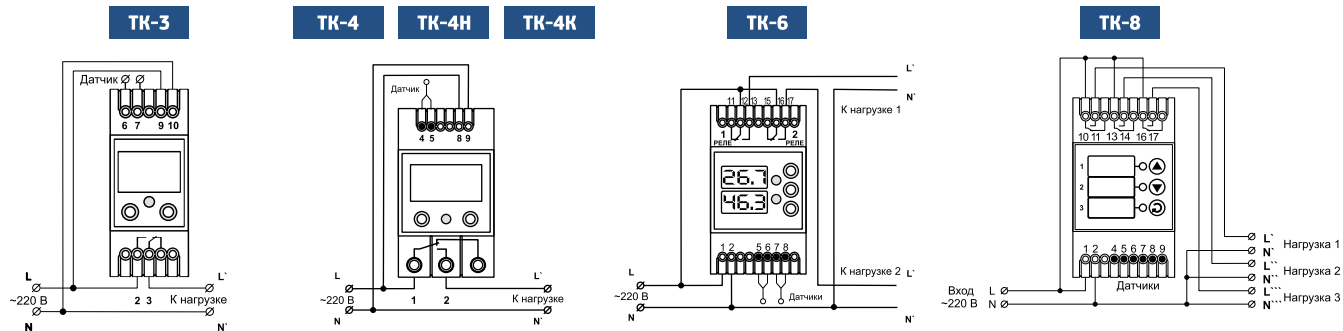 ТК-3
Датчик
6 7 9 10
L
~220 В
N
2 3
L`
К нагрузке
N`
ТК-4 ТК-4Н ТК-4К
Датчик
4 5 8 9
L
~220 В
N
1 2
L`
К нагрузке
N`
ТК-6
L`
N`
К нагрузке 1
11 12 13 15 16 17
1 2
РЕЛЕ РЕЛЕ
26.7
46.3
1 2 5 6 7 8
К нагрузке 2
L`
L
~220 В
N
Датчики
N`
ТК-8
10 11 13 14 16 17
1
2
3
1 2 4 5 6 7 8 9
Датчики
Вход L
~220 В N
L`
Нагрузка 1
N`
L``
Нагрузка 2
N``
L```
Нагрузка 3
N```